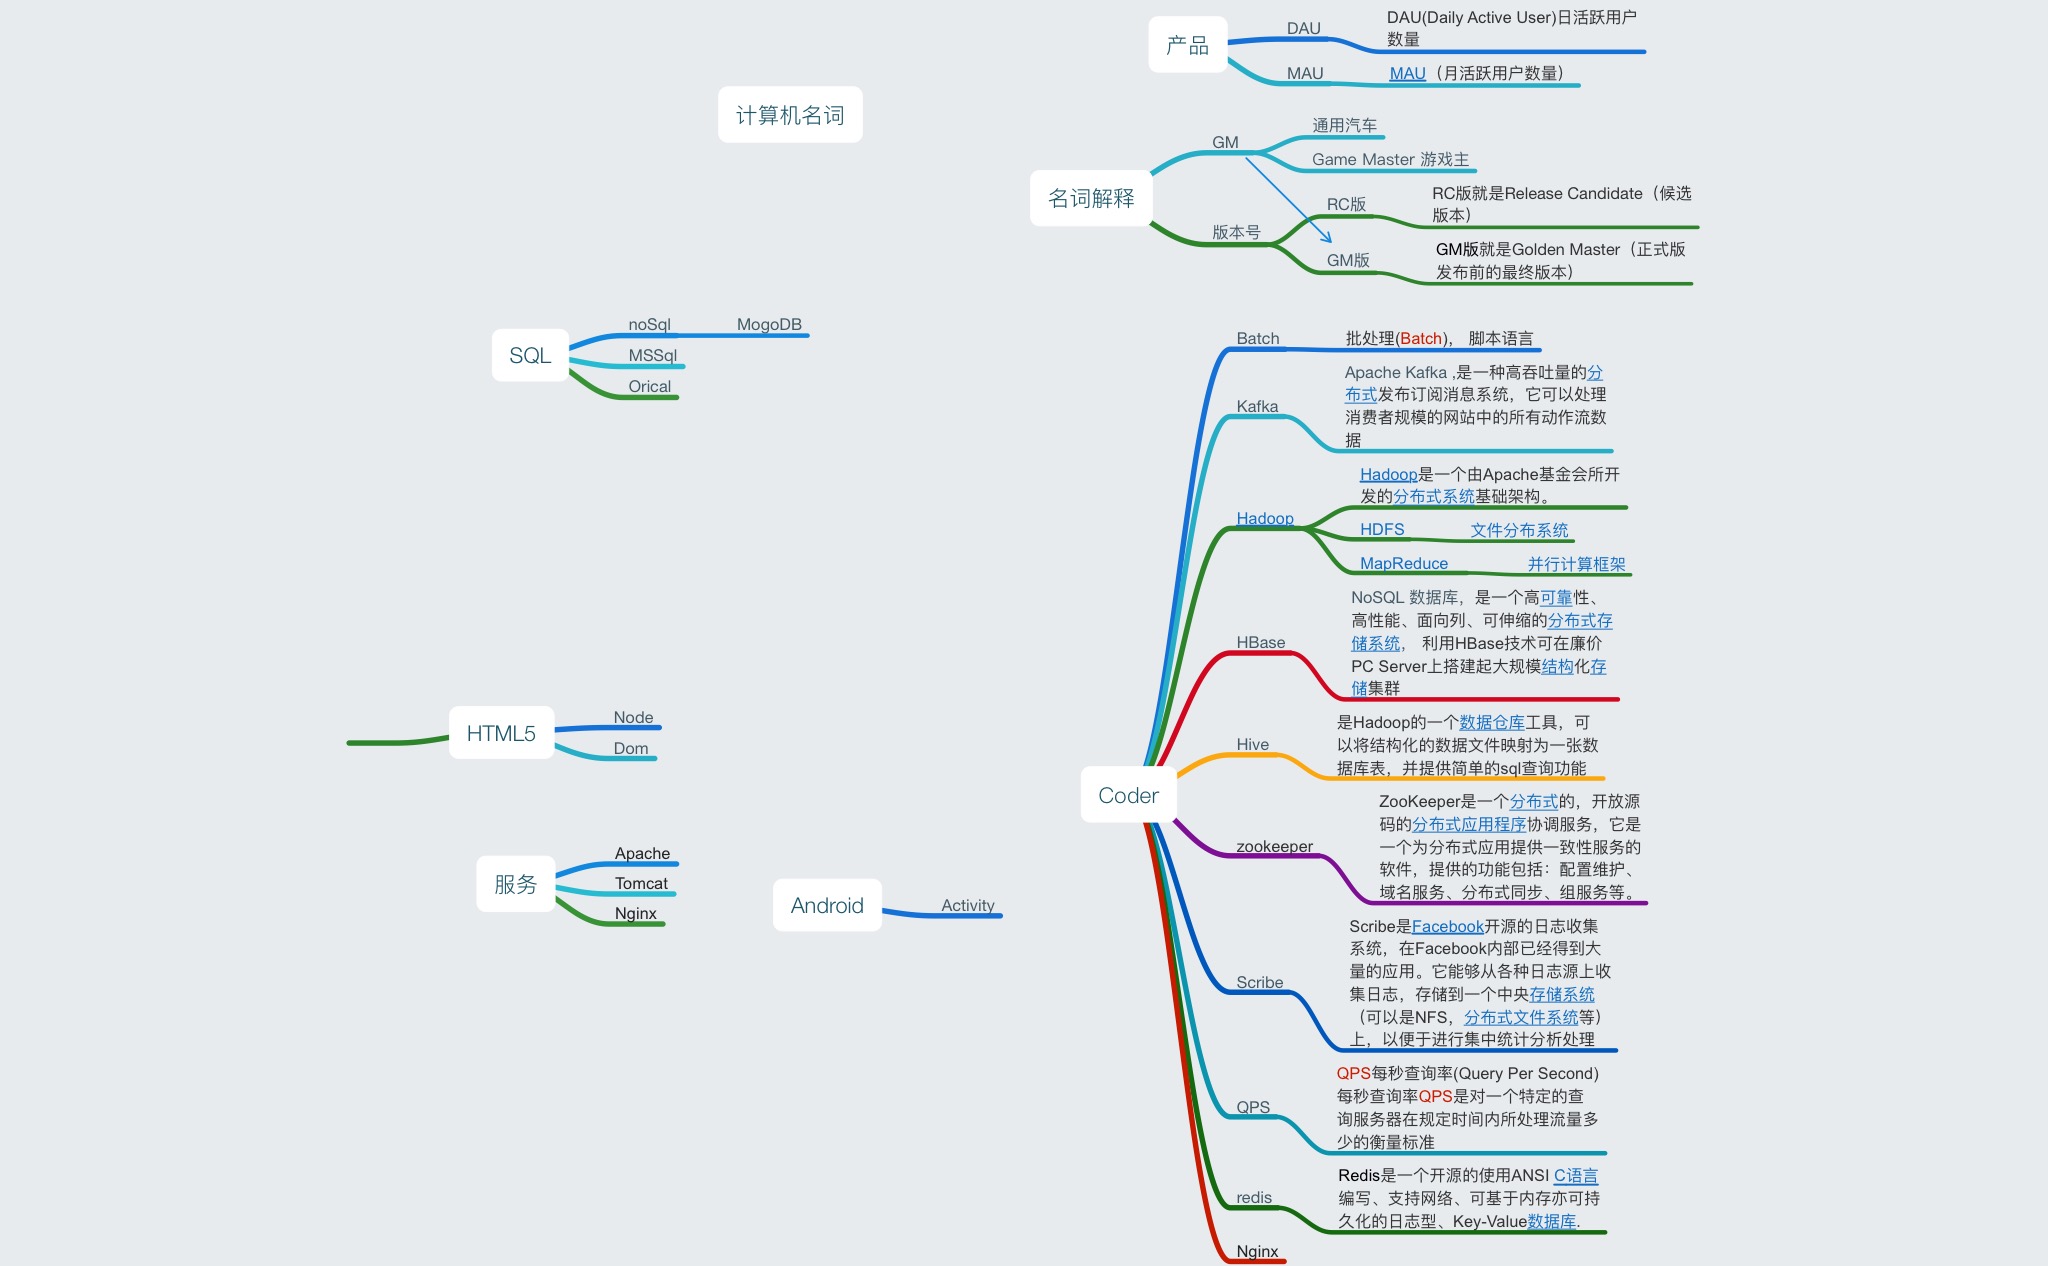 产品
DAU
DAU(Daily Active User)日活跃用户
数量
MAU
MAU（月活跃用户数量）
计算机名词
名词解释
GM
通用汽车
Game Master 游戏主
版本号
RC版
RC版就是Release Candidate（候选
版本）
GM版
GM版就是Golden Master（正式版
发布前的最终版本）
SQL
noSql
MogoDB
MSSql
Orical
HTML5
Node
Dom
服务
Apache
Tomcat
Nginx
Android
Activity
Coder
Batch
批处理(Batch)， 脚本语言
Kafka
Apache Kafka ,是一种高吞吐量的分
布式发布订阅消息系统，它可以处理
消费者规模的网站中的所有动作流数
据
Hadoop
Hadoop是一个由Apache基金会所开
发的分布式系统基础架构。
HDFS
文件分布系统
MapReduce
并行计算框架
HBase
NoSQL 数据库，是一个高可靠性、
高性能、面向列、可伸缩的分布式存
储系统， 利用HBase技术可在廉价
PC Server上搭建起大规模结构化存
储集群
Hive
是Hadoop的一个数据仓库工具，可
以将结构化的数据文件映射为一张数
据库表，并提供简单的sql查询功能
zookeeper
ZooKeeper是一个分布式的，开放源
码的分布式应用程序协调服务，它是
一个为分布式应用提供一致性服务的
软件，提供的功能包括：配置维护、
域名服务、分布式同步、组服务等。
Scribe
Scribe是Facebook开源的日志收集
系统，在Facebook内部已经得到大
量的应用。它能够从各种日志源上收
集日志，存储到一个中央存储系统
（可以是NFS，分布式文件系统等）
上，以便于进行集中统计分析处理
QPS
QPS每秒查询率(Query Per Second)
每秒查询率QPS是对一个特定的查
询服务器在规定时间内所处理流量多
少的衡量标准
redis
Redis是一个开源的使用ANSI C语言
编写、支持网络、可基于内存亦可持
久化的日志型、Key-Value数据库.
Nginx